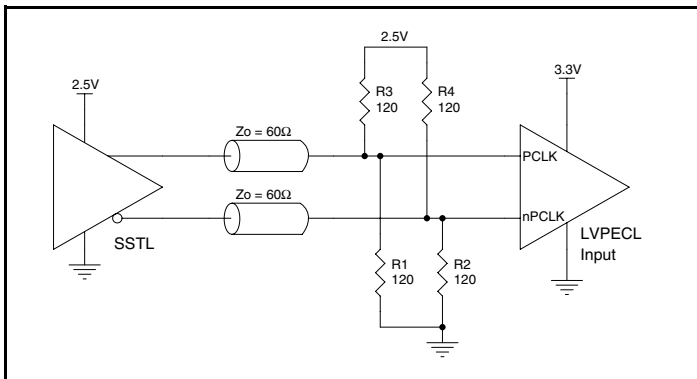 2.5V
3.3V
2.5V
R3
120
R4
120
Zo = 60Ω
PCLK
Zo = 60Ω
nPCLK
SSTL
LVPECL
Input
R1
120
R2
120